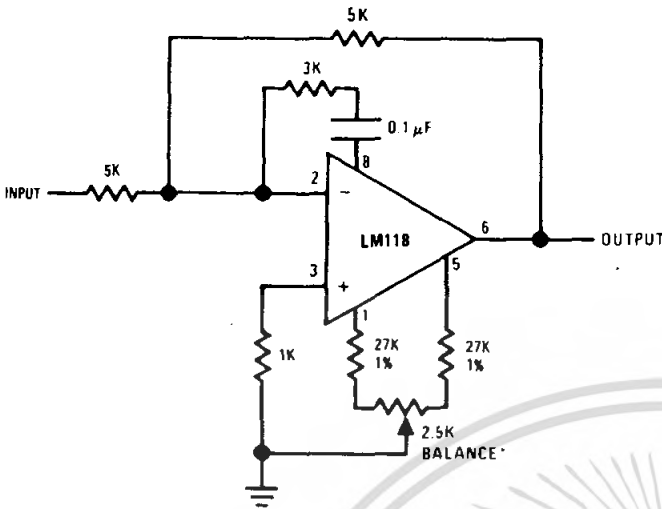 5K
3K
0.1 μF
8
5K
INPUT
2
−
LM118
6
OUTPUT
5
3
+
1
1K
27K
1%
27K
1%
2.5K
BALANCE